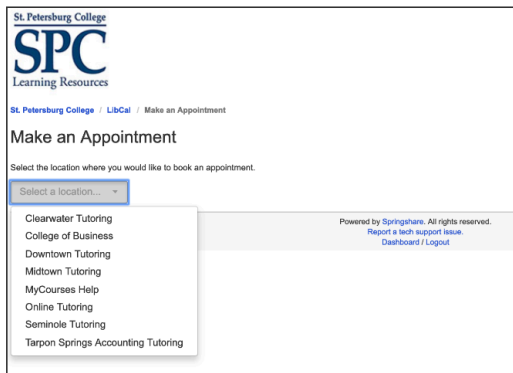 St. Petersburg College
SPC
Learning Resources
St. Petersburg College / LibCal / Make an Appointment
Make an Appointment
Select the location where you would like to book an appointment.
Select a location...
Clearwater Tutoring
College of Business
Downtown Tutoring
Midtown Tutoring
MyCourses Help
Online Tutoring
Seminole Tutoring
Tarpon Springs Accounting Tutoring
Powered by Springshare. All rights reserved.
Report a tech support issue.
Dashboard / Logout